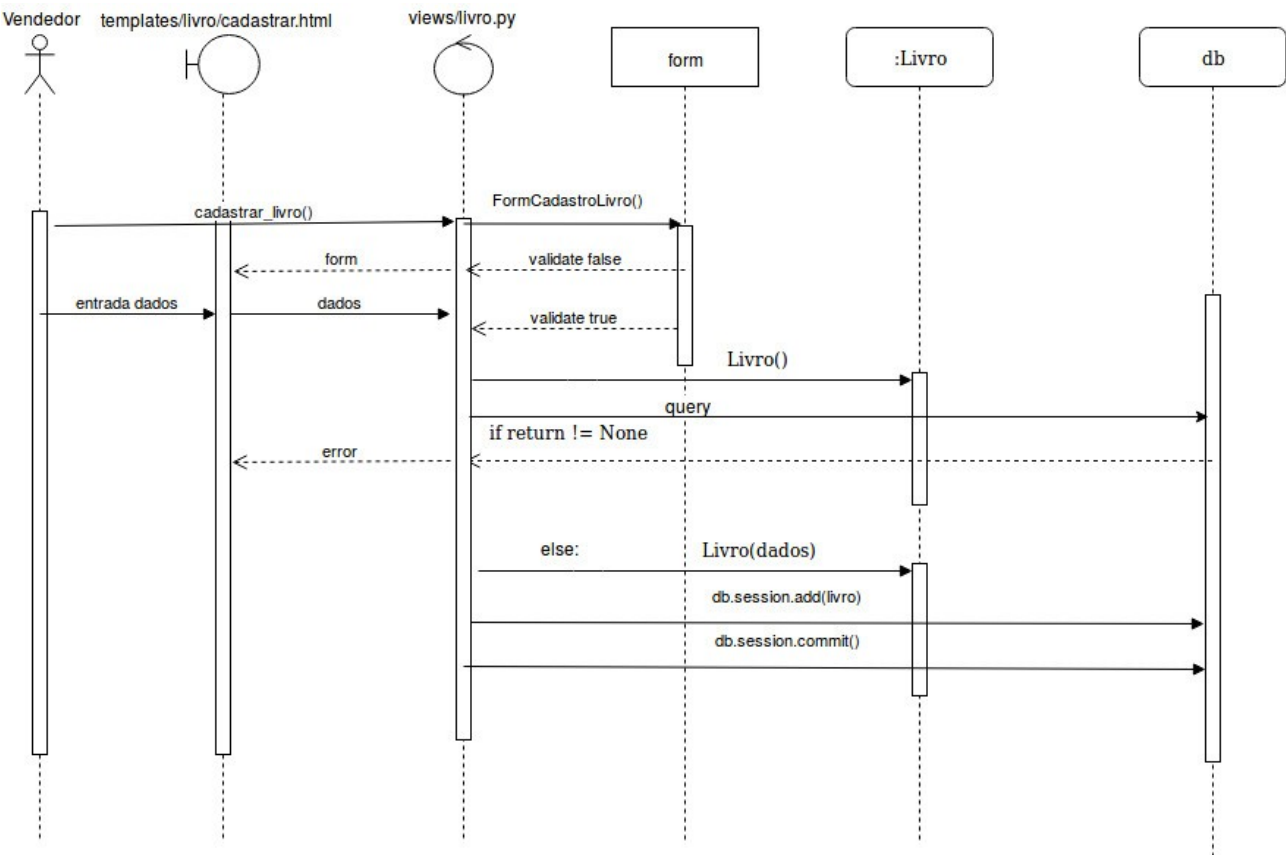 Vendedor
templates/livro/cadastrar.html
views/livro.py
form
:Livro
db
cadastrar_livro()
FormCadastroLivro()
form
validate false
entrada dados
dados
validate true
Livro()
query
if return != None
error
else:
Livro(dados)
db.session.add(livro)
db.session.commit()